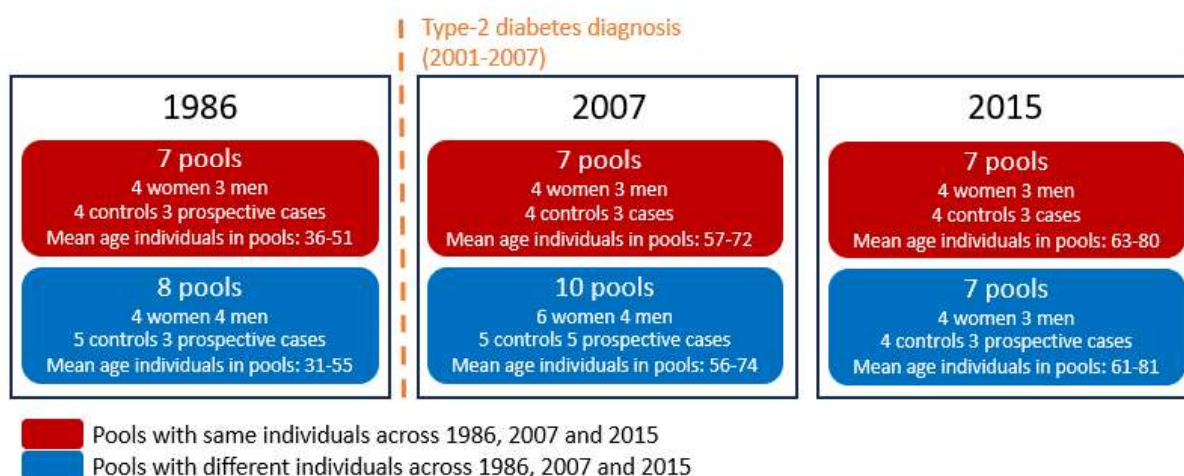 Type-2 diabetes diagnosis
(2001-2007)
1986
7 pools
4 women 3 men
4 controls 3 prospective cases
Mean age individuals in pools: 36-51
8 pools
4 women 4 men
5 controls 3 prospective cases
Mean age individuals in pools: 31-55
2007
7 pools
4 women 3 men
4 controls 3 cases
Mean age individuals in pools: 57-72
10 pools
6 women 4 men
5 controls 5 prospective cases
Mean age individuals in pools: 56-74
2015
7 pools
4 women 3 men
4 controls 3 cases
Mean age individuals in pools: 63-80
7 pools
4 women 3 men
4 controls 3 prospective cases
Mean age individuals in pools: 61-81
Pools with same individuals across 1986, 2007 and 2015
Pools with different individuals across 1986, 2007 and 2015